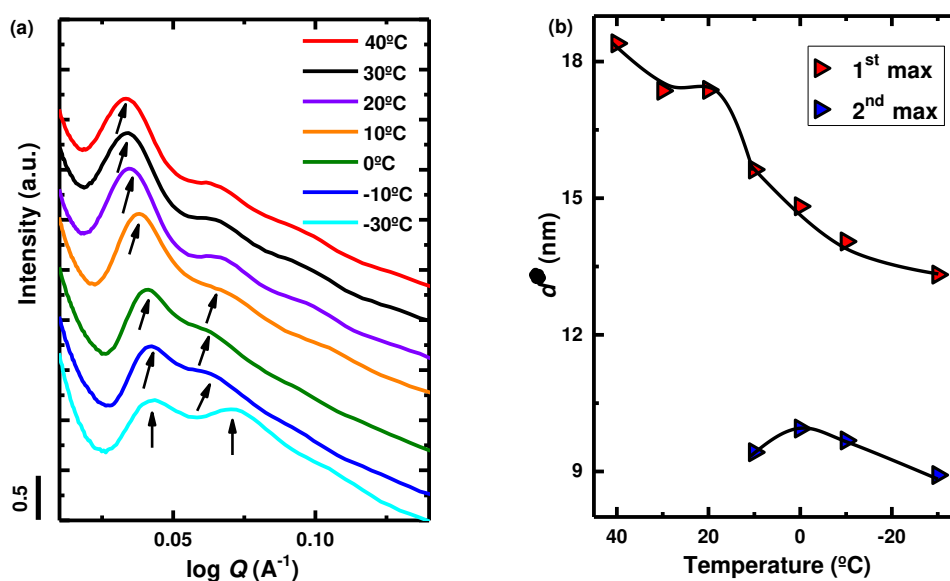 (a)
40ºC
30ºC
20ºC
10ºC
0ºC
-10ºC
-30ºC
Intensity (a.u.)
0.5
0.05 0.10
log Q (A⁻¹)
(b)
1st max
2nd max
18
15
12
9
d (nm)
40 20 0 -20
Temperature (ºC)